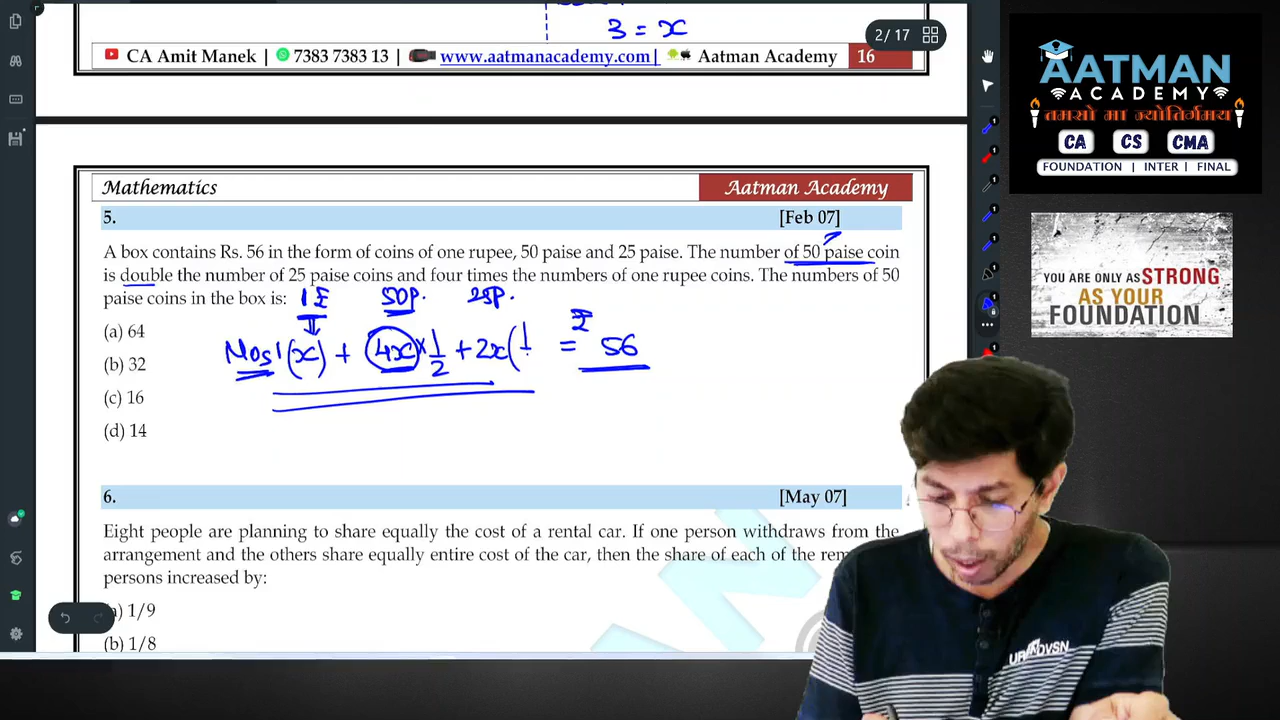 3 = x
2/17
CA Amit Manek | 7383 7383 13 | www.aatmanacademy.com| Aatman Academy 16
AATMAN
ACADEMY
तमसो मा ज्योतिर्गमय
CA CS CMA
FOUNDATION | INTER | FINAL
Mathematics Aatman Academy
5. [Feb 07]
A box contains Rs. 56 in the form of coins of one rupee, 50 paise and 25 paise. The number of 50 paise coin
is double the number of 25 paise coins and four times the numbers of one rupee coins. The numbers of 50
paise coins in the box is:
50P. 25P.
(a) 64
(b) 32
(c) 16
(d) 14
Nos (x) + 4x × 1/2 + 2x ( 1/ = ₹ 56
YOU ARE ONLY AS STRONG
AS YOUR
FOUNDATION
6. [May 07]
Eight people are planning to share equally the cost of a rental car. If one person withdraws from the
arrangement and the others share equally entire cost of the car, then the share of each of the
persons increased by:
) 1/9
(b) 1/8